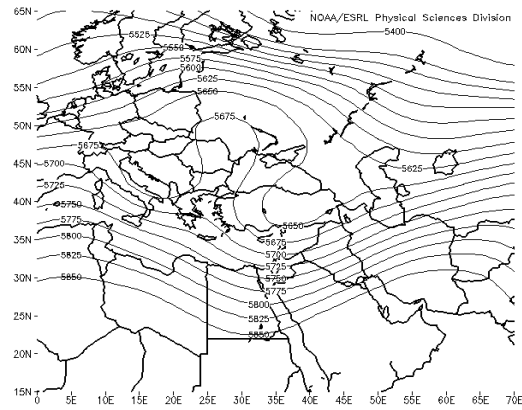 NOAA/ESRL Physical Sciences Division
65N
60N
55N
50N
45N
40N
35N
30N
25N
20N
15N
5525
5550
5575
5600
5625
5650
5400
5675
5675
5700
5725
5750
5775
5800
5825
5850
5625
5650
5675
5700
5725
5750
5775
5800
5825
5850
0 5E 10E 15E 20E 25E 30E 35E 40E 45E 50E 55E 60E 65E 70E